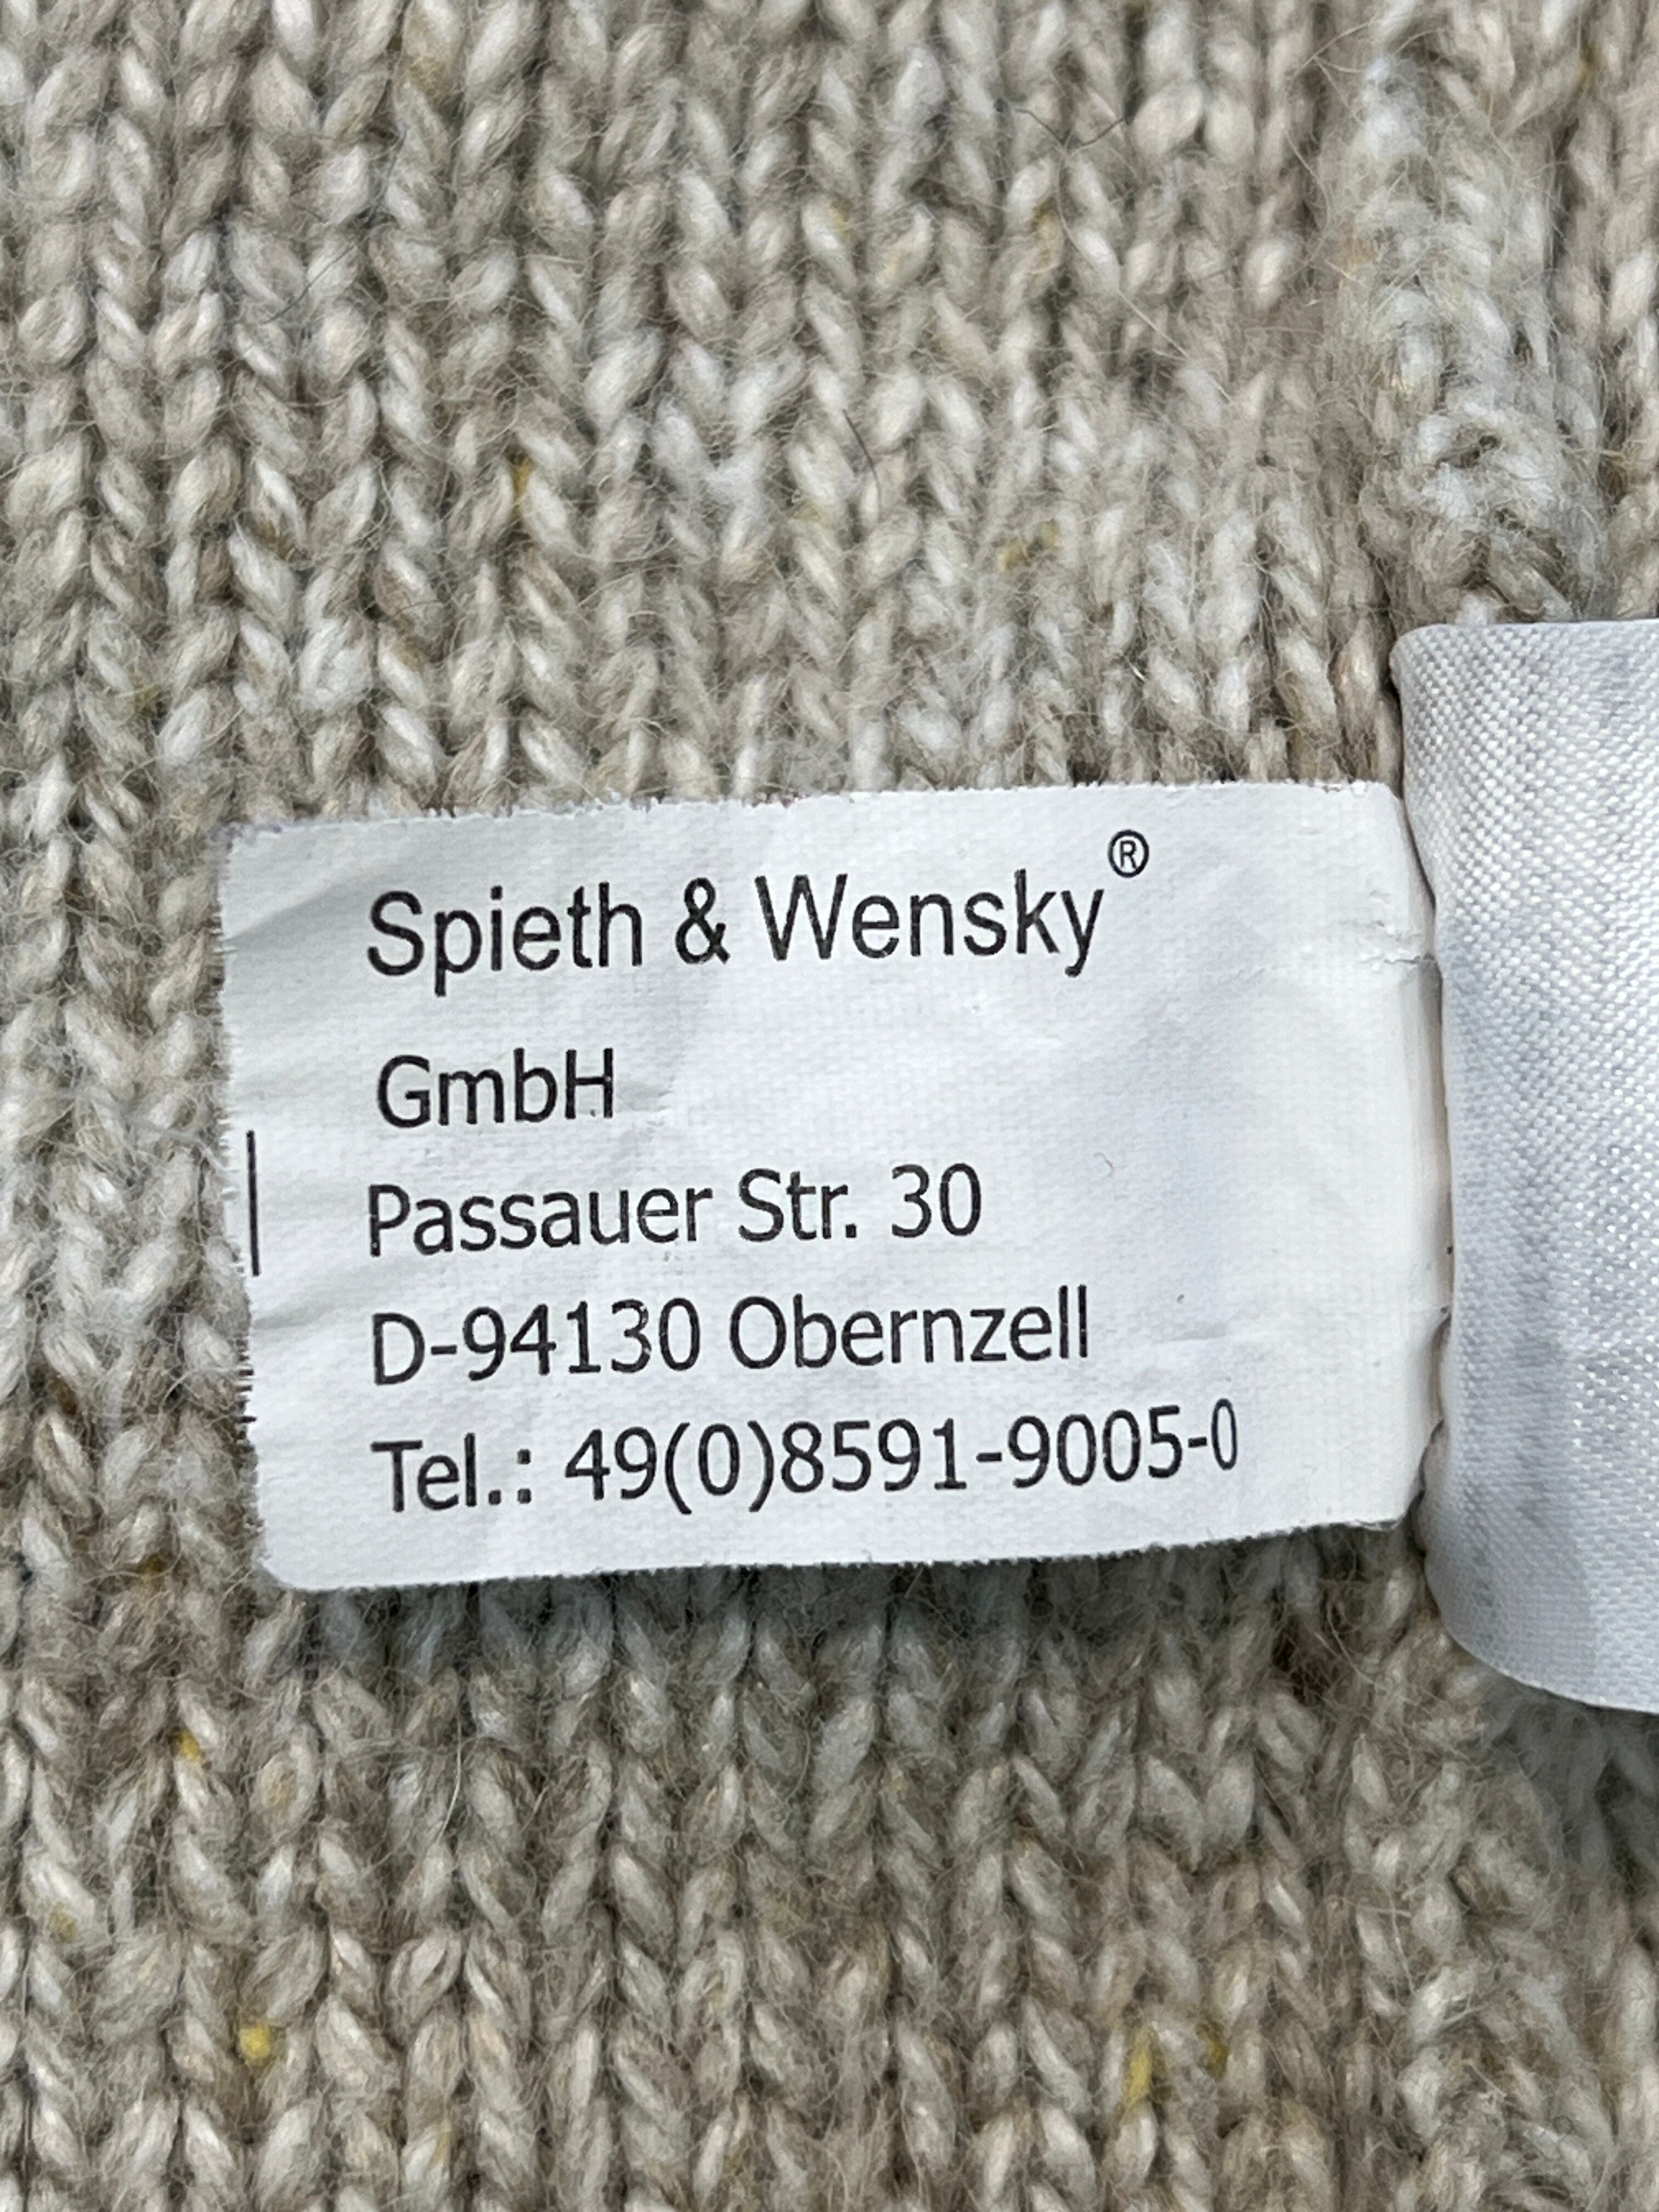 Spieth & Wensky®
GmbH
Passauer Str. 30
D-94130 Obernzell
Tel.: 49(0)8591-9005-0